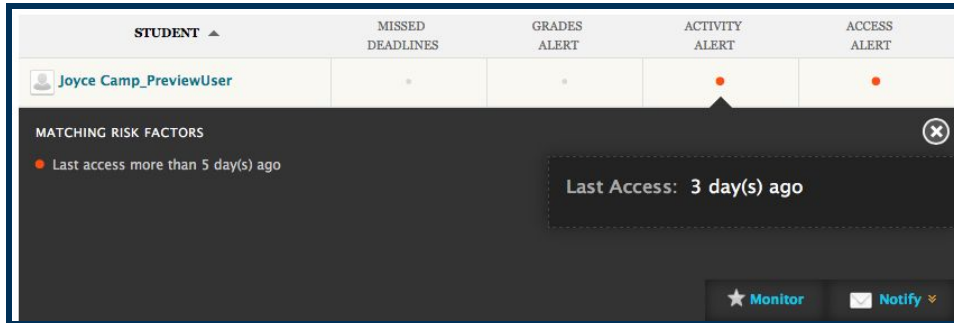 STUDENT
MISSED
DEADLINES
GRADES
ALERT
ACTIVITY
ALERT
ACCESS
ALERT
Joyce Camp_PreviewUser
MATCHING RISK FACTORS
Last access more than 5 day(s) ago
Last Access: 3 day(s) ago
Monitor
Notify